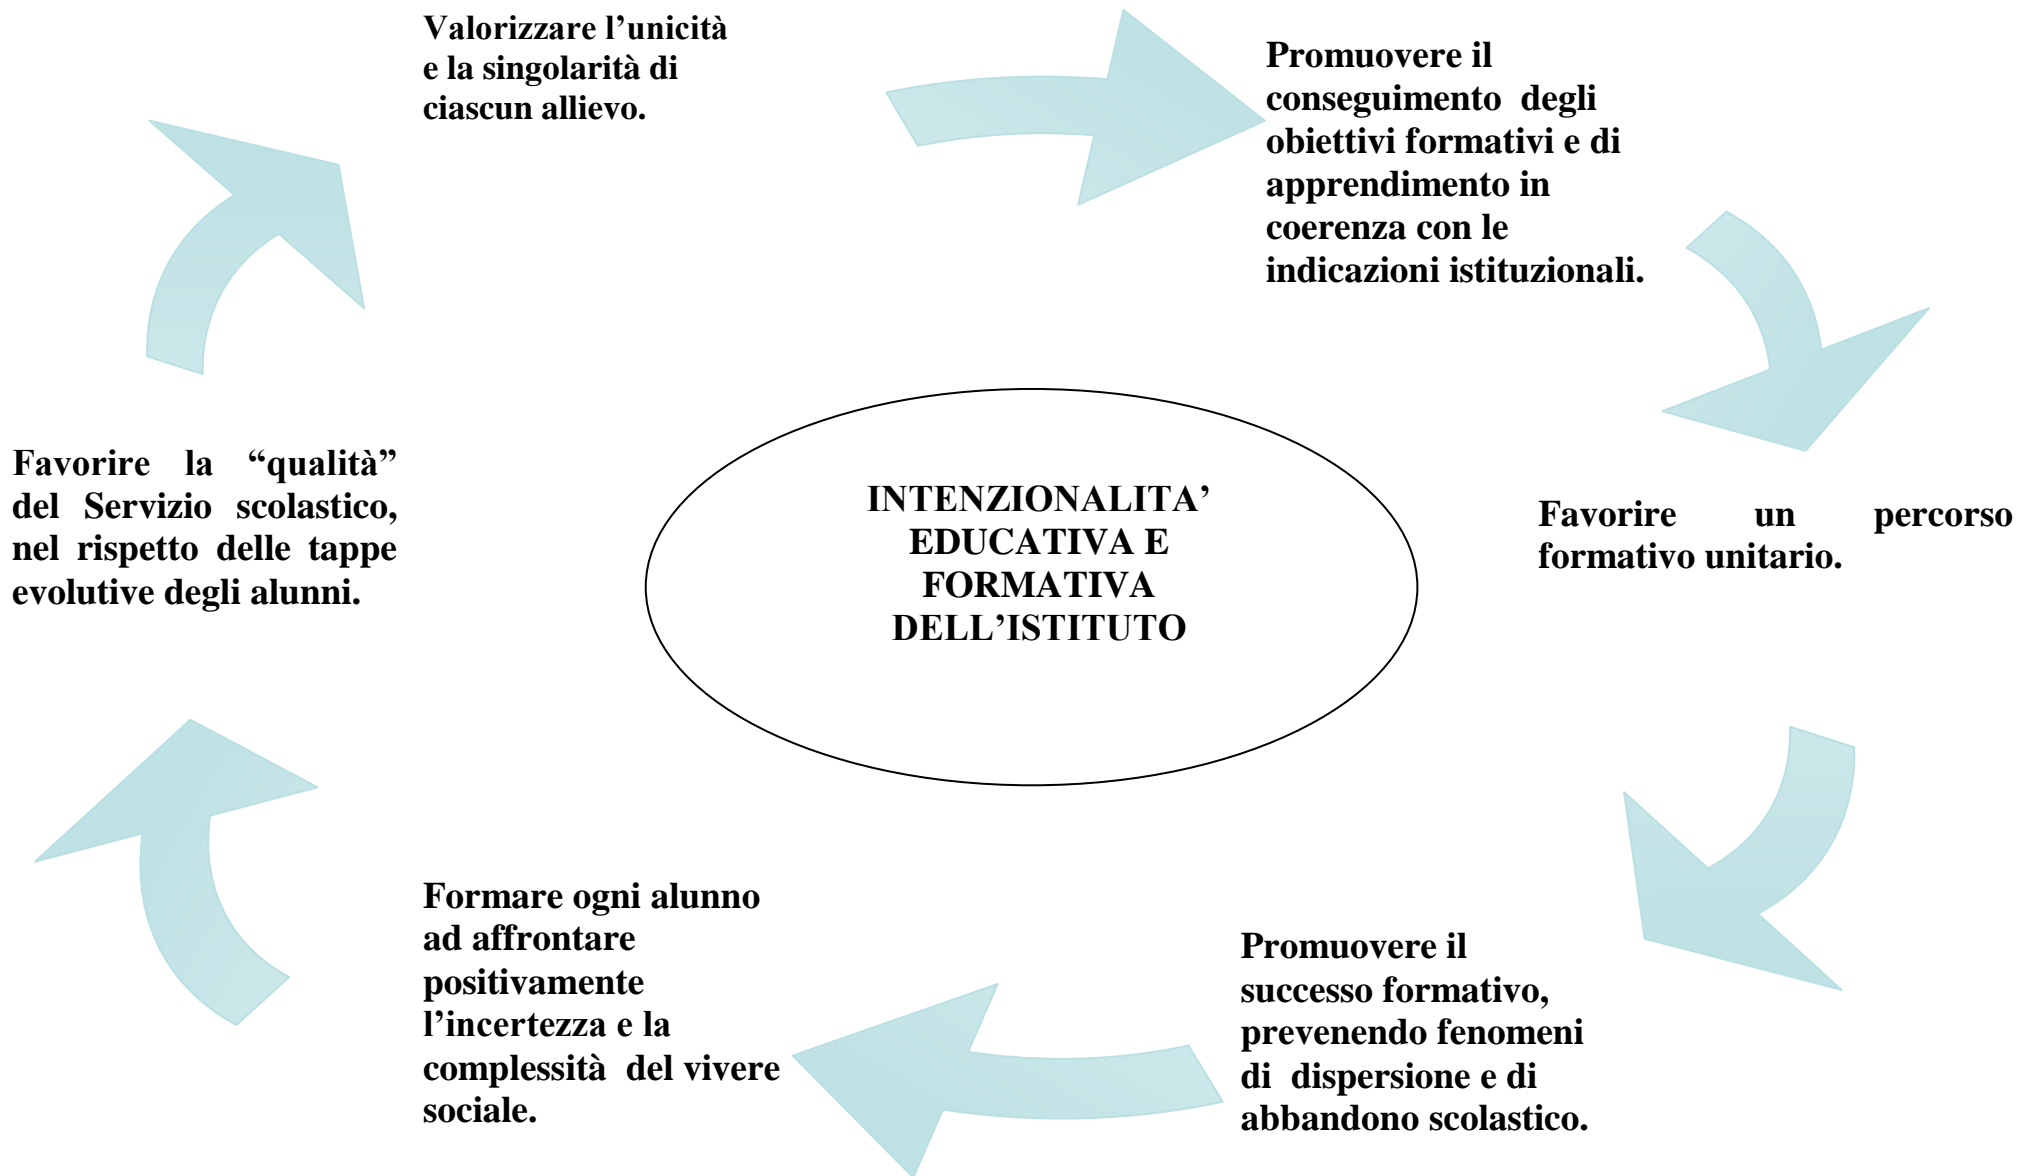 Valorizzare l’unicità
e la singolarità di
ciascun allievo.
Promuovere il
conseguimento degli
obiettivi formativi e di
apprendimento in
coerenza con le
indicazioni istituzionali.
Favorire un percorso
formativo unitario.
Promuovere il
successo formativo,
prevenendo fenomeni
di dispersione e di
abbandono scolastico.
Formare ogni alunno
ad affrontare
positivamente
l’incertezza e la
complessità del vivere
sociale.
Favorire la “qualità”
del Servizio scolastico,
nel rispetto delle tappe
evolutive degli alunni.
INTENZIONALITA’
EDUCATIVA E
FORMATIVA
DELL’ISTITUTO